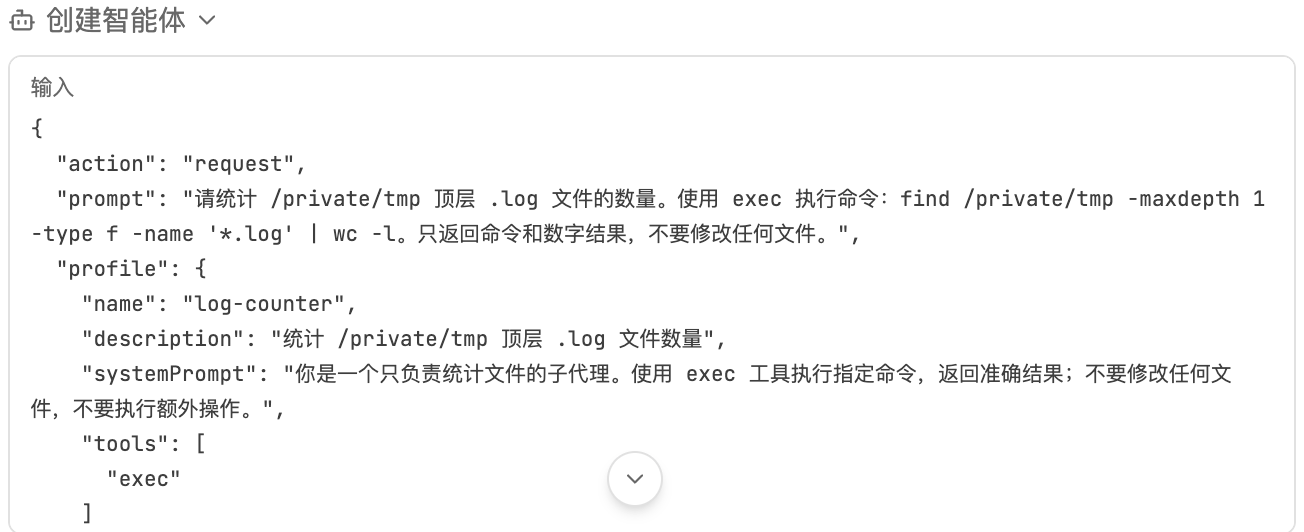 创建智能体
输入
{
  "action": "request",
  "prompt": "请统计 /private/tmp 顶层 .log 文件的数量。使用 exec 执行命令：find /private/tmp -maxdepth 1
-type f -name '*.log' | wc -l。只返回命令和数字结果，不要修改任何文件。",
  "profile": {
    "name": "log-counter",
    "description": "统计 /private/tmp 顶层 .log 文件数量",
    "systemPrompt": "你是一个只负责统计文件的子代理。使用 exec 工具执行指定命令，返回准确结果；不要修改任何文
件，不要执行额外操作。",
    "tools": [
      "exec"
    ]